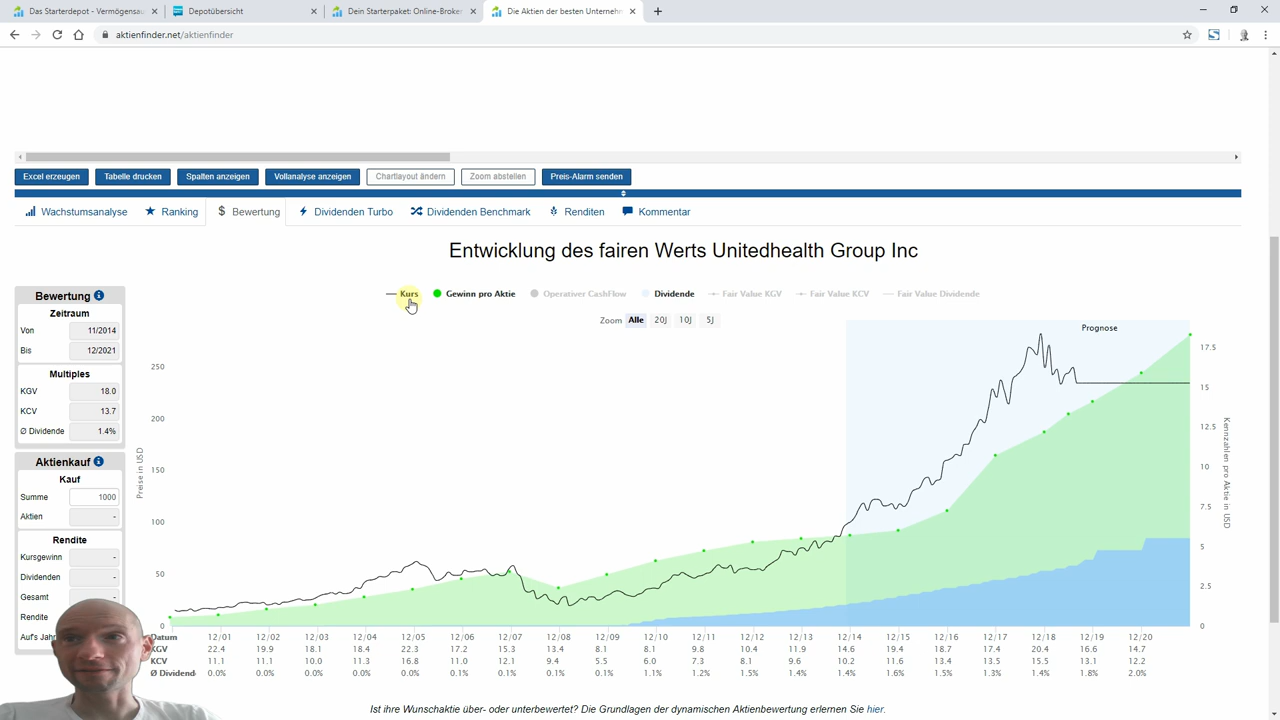 Das Starterdepot - Vermögensau
Depotübersicht
Dein Starterpaket: Online-Broker
Die Aktien der besten Unternehm
aktienfinder.net/aktienfinder
Excel erzeugen
Tabelle drucken
Spalten anzeigen
Vollanalyse anzeigen
Chartlayout ändern
Zoom abstellen
Preis-Alarm senden
Wachstumsanalyse
Ranking
$ Bewertung
Dividenden Turbo
Dividenden Benchmark
Renditen
Kommentar
Entwicklung des fairen Werts Unitedhealth Group Inc
Kurs
Gewinn pro Aktie
Operativer CashFlow
Dividende
Fair Value KGV
Fair Value KCV
Fair Value Dividende
Zoom Alle 20J 10J 5J
Bewertung
Zeitraum
Von 11/2014
Bis 12/2021
Multiples
KGV 18.0
KCV 13.7
Ø Dividende 1.4%
Aktienkauf
Kauf
Summe 1000
Aktien -
Rendite
Kursgewinn -
Dividenden -
Gesamt -
Rendite -
Auf's Jahr
Preise in USD
250
200
150
100
50
0
Prognose
17.5
15
12.5
10
7.5
5
2.5
0
Kennzahlen pro Aktie in USD
Datum 12/01 12/02 12/03 12/04 12/05 12/06 12/07 12/08 12/09 12/10 12/11 12/12 12/13 12/14 12/15 12/16 12/17 12/18 12/19 12/20
KGV 22.4 19.9 18.1 18.4 22.3 17.2 15.3 13.4 8.1 8.1 9.8 10.4 11.9 14.6 19.4 18.7 17.4 20.4 16.6 14.7
KCV 11.1 11.1 10.0 11.3 16.8 11.0 12.1 9.4 5.5 6.0 7.3 8.1 9.6 10.2 11.6 13.4 13.5 15.5 13.1 12.2
Ø Dividend 0.0% 0.0% 0.0% 0.0% 0.0% 0.1% 0.1% 0.1% 0.1% 1.1% 1.2% 1.5% 1.4% 1.4% 1.6% 1.5% 1.3% 1.4% 1.8% 2.0%
Ist ihre Wunschaktie über- oder unterbewertet? Die Grundlagen der dynamischen Aktienbewertung erlernen Sie hier.